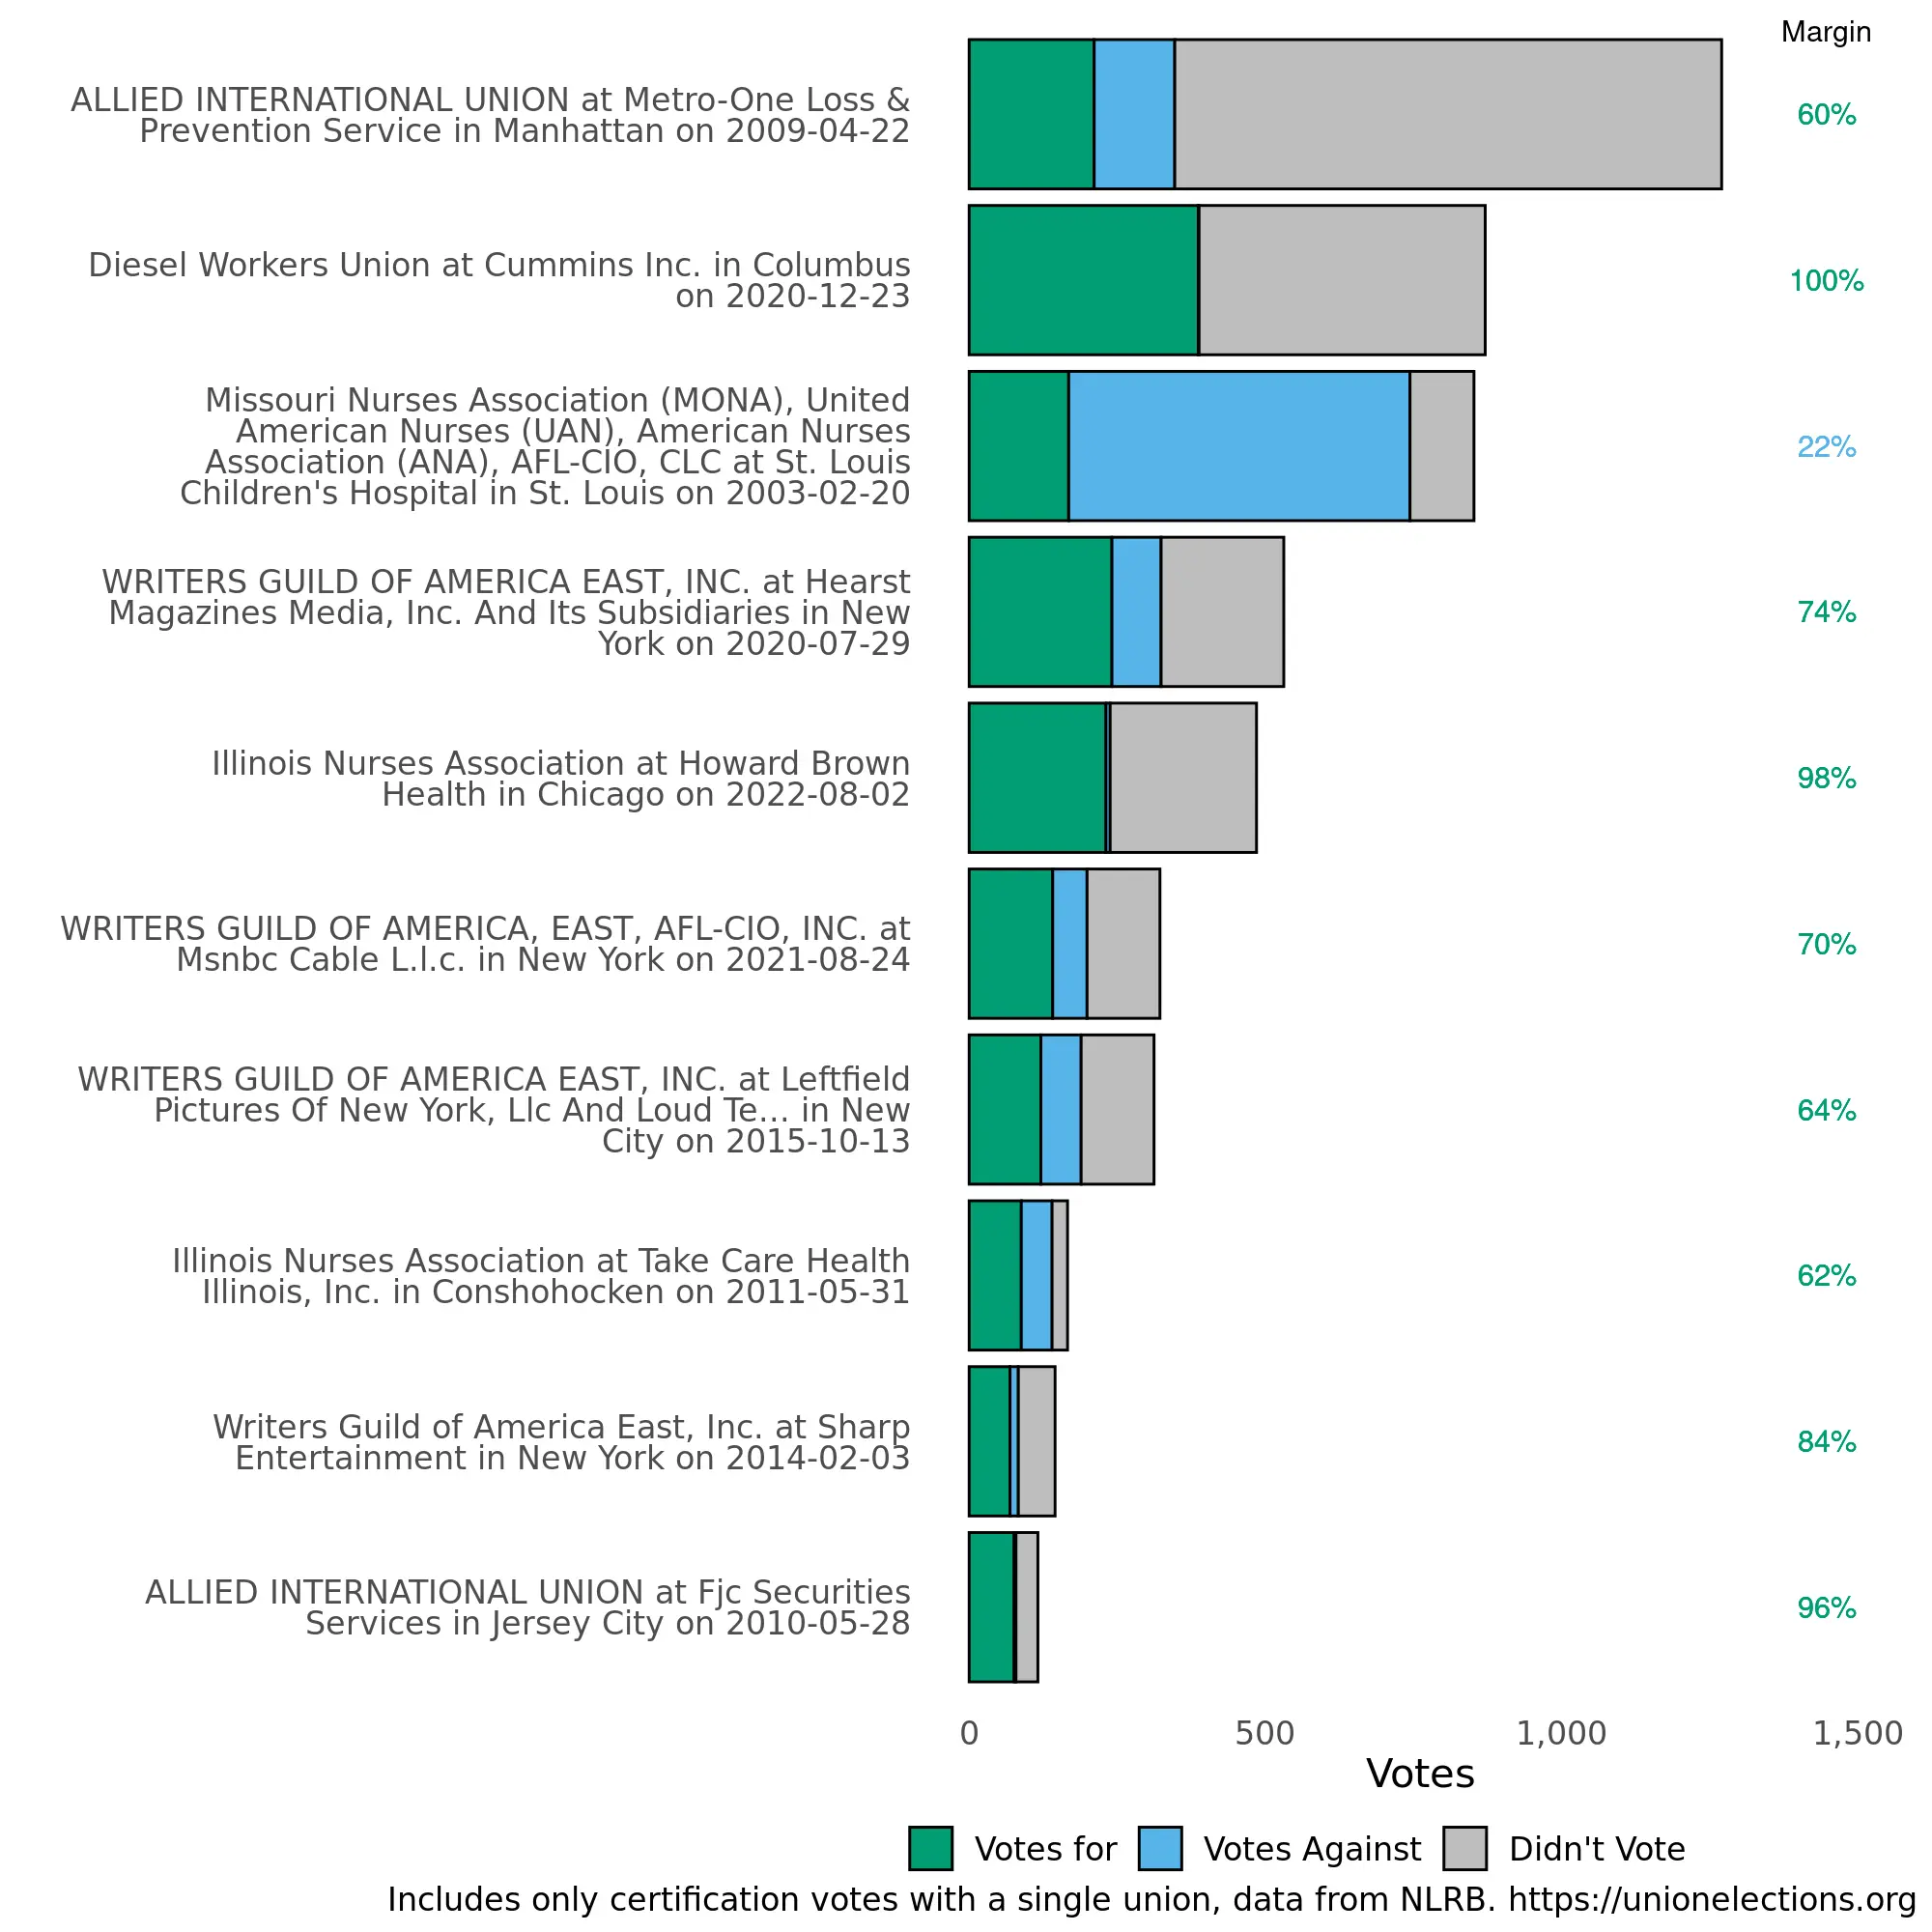 Margin
ALLIED INTERNATIONAL UNION at Metro-One Loss &
Prevention Service in Manhattan on 2009-04-22
60%
Diesel Workers Union at Cummins Inc. in Columbus
on 2020-12-23
100%
Missouri Nurses Association (MONA), United
American Nurses (UAN), American Nurses
Association (ANA), AFL-CIO, CLC at St. Louis
Children's Hospital in St. Louis on 2003-02-20
22%
WRITERS GUILD OF AMERICA EAST, INC. at Hearst
Magazines Media, Inc. And Its Subsidiaries in New
York on 2020-07-29
74%
Illinois Nurses Association at Howard Brown
Health in Chicago on 2022-08-02
98%
WRITERS GUILD OF AMERICA, EAST, AFL-CIO, INC. at
Msnbc Cable L.l.c. in New York on 2021-08-24
70%
WRITERS GUILD OF AMERICA EAST, INC. at Leftfield
Pictures Of New York, Llc And Loud Te... in New
City on 2015-10-13
64%
Illinois Nurses Association at Take Care Health
Illinois, Inc. in Conshohocken on 2011-05-31
62%
Writers Guild of America East, Inc. at Sharp
Entertainment in New York on 2014-02-03
84%
ALLIED INTERNATIONAL UNION at Fjc Securities
Services in Jersey City on 2010-05-28
96%
0 500 1,000 1,500
Votes
Votes for Votes Against Didn't Vote
Includes only certification votes with a single union, data from NLRB. https://unionelections.org